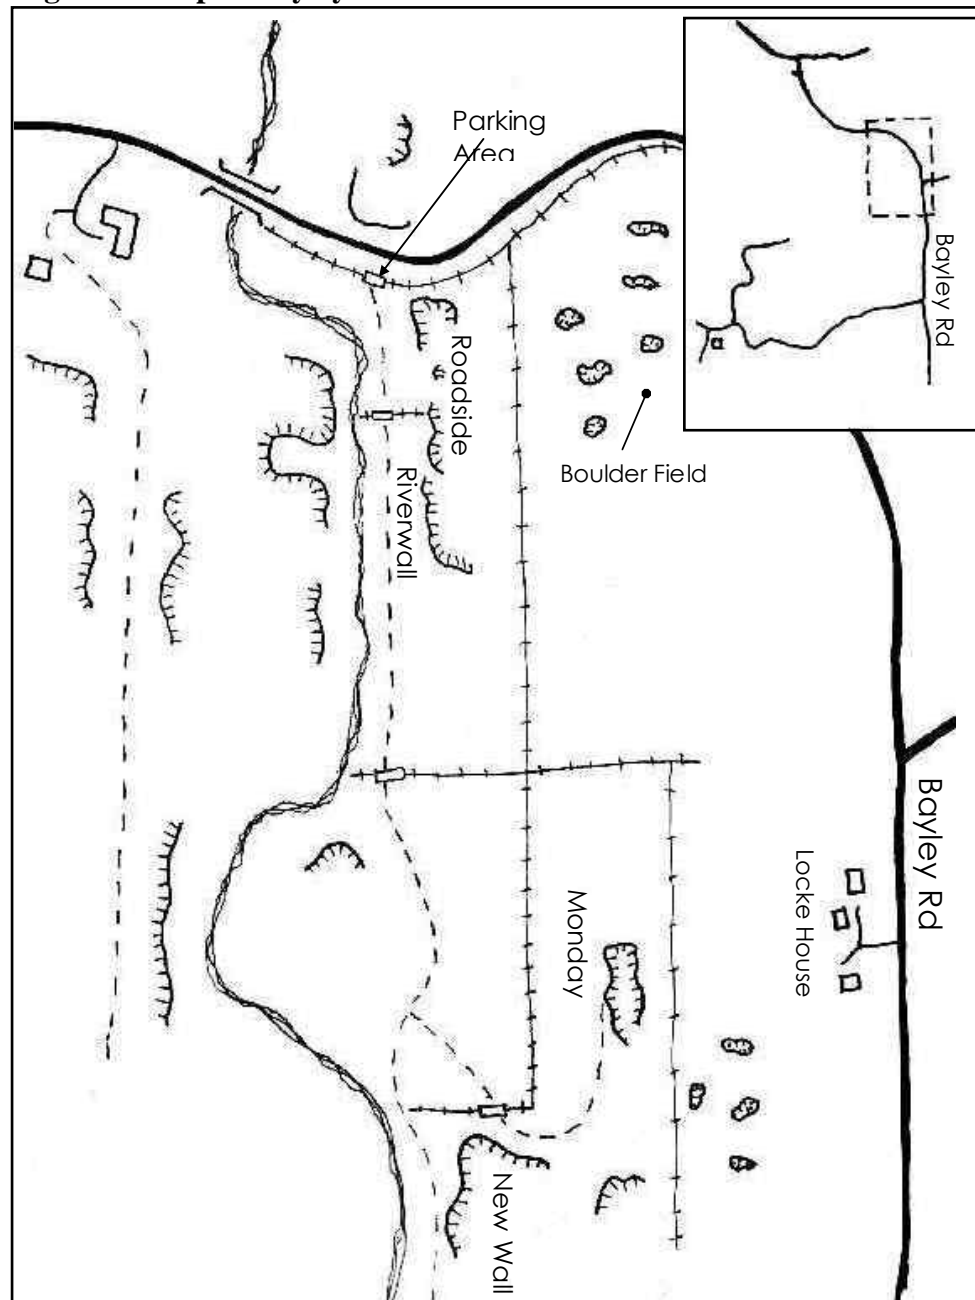 Parking
Area
Bayley Rd
Roadside
Boulder Field
Riverwall
Bayley Rd
Locke House
Monday
New Wall